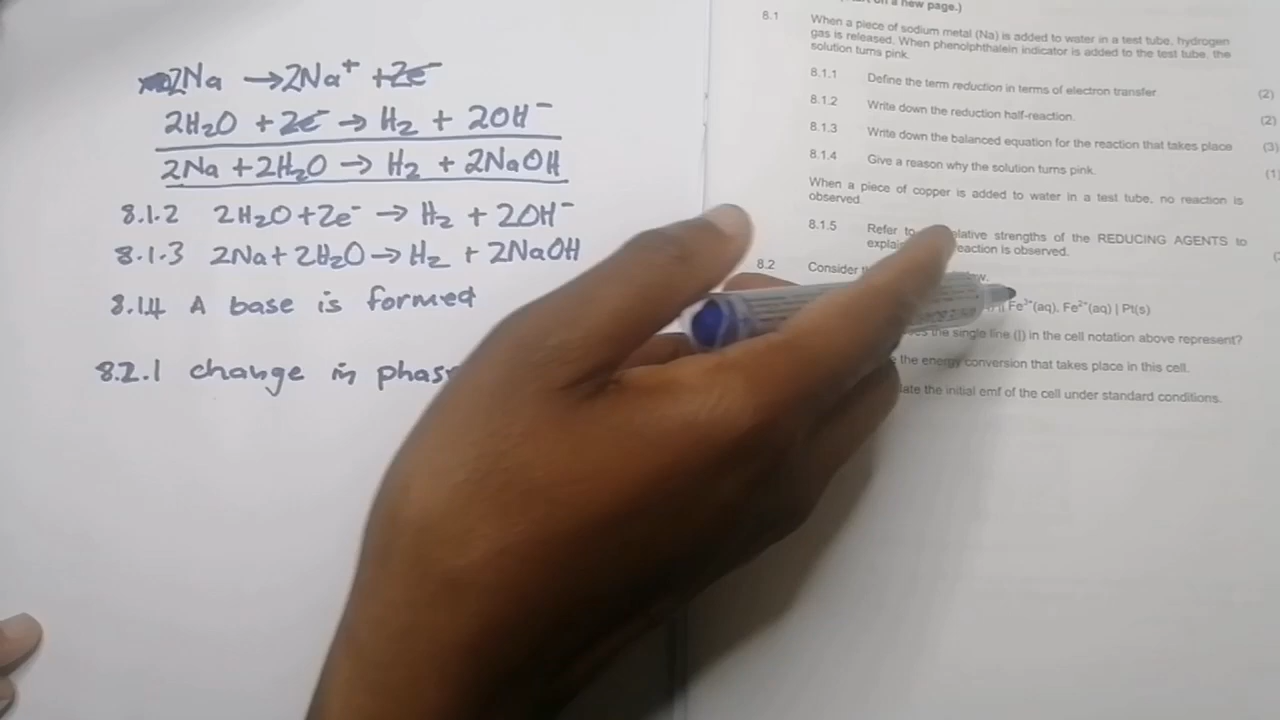 2Na → 2Na⁺ + 2e⁻
2H₂O + 2e⁻ → H₂ + 2OH⁻
2Na + 2H₂O → H₂ + 2NaOH
8.1.2 2H₂O + 2e⁻ → H₂ + 2OH⁻
8.1.3 2Na + 2H₂O → H₂ + 2NaOH
8.1.4 A base is formed
8.2.1 change in phas
on a new page.)
8.1 When a piece of sodium metal (Na) is added to water in a test tube, hydrogen
gas is released. When phenolphthalein indicator is added to the test tube, the
solution turns pink.
8.1.1 Define the term reduction in terms of electron transfer. (2)
8.1.2 Write down the reduction half-reaction. (2)
8.1.3 Write down the balanced equation for the reaction that takes place (3)
8.1.4 Give a reason why the solution turns pink. (1)
When a piece of copper is added to water in a test tube, no reaction is
observed.
8.1.5 Refer to strengths of the REDUCING AGENTS to
reaction is observed.
8.2 Consider
Fe³⁺(aq), Fe²⁺(aq) | Pt(s)
the single line (|) in the cell notation above represent?
the energy conversion that takes place in this cell.
the initial emf of the cell under standard conditions.